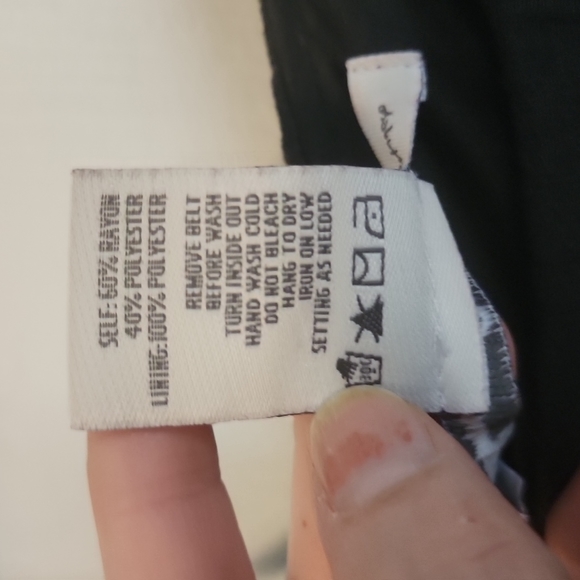 SELF: 60% RAYON
40% POLYESTER
LINING:100% POLYESTER
REMOVE BELT
BEFORE WASH
TURN INSIDE OUT
HAND WASH COLD
DO NOT BLEACH
HANG TO DRY
IRON ON LOW
SETTING AS NEEDED
30C